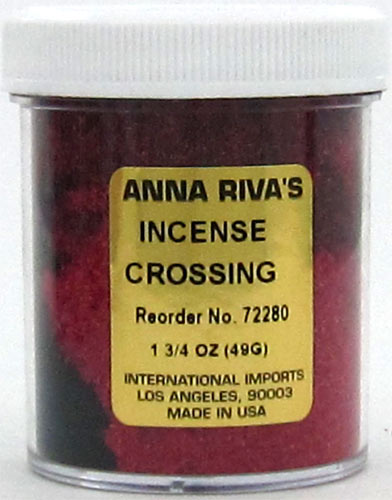 ANNA RIVA'S
INCENSE
CROSSING
Reorder No. 72280
1 3/4 OZ (49G)
INTERNATIONAL IMPORTS
LOS ANGELES, 90003
MADE IN USA